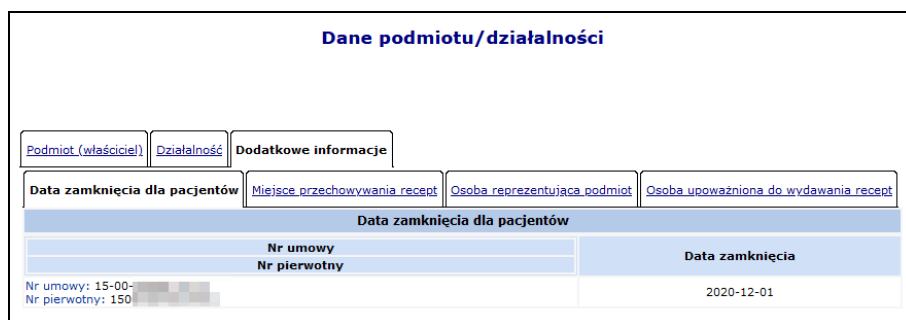 Dane podmiotu/działalności
Podmiot (właściciel) Działalność Dodatkowe informacje
Data zamknięcia dla pacjentów Miejsce przechowywania recept Osoba reprezentująca podmiot Osoba upoważniona do wydawania recept
Data zamknięcia dla pacjentów
Nr umowy
Nr pierwotny
Data zamknięcia
Nr umowy: 15-00-
Nr pierwotny: 150
2020-12-01